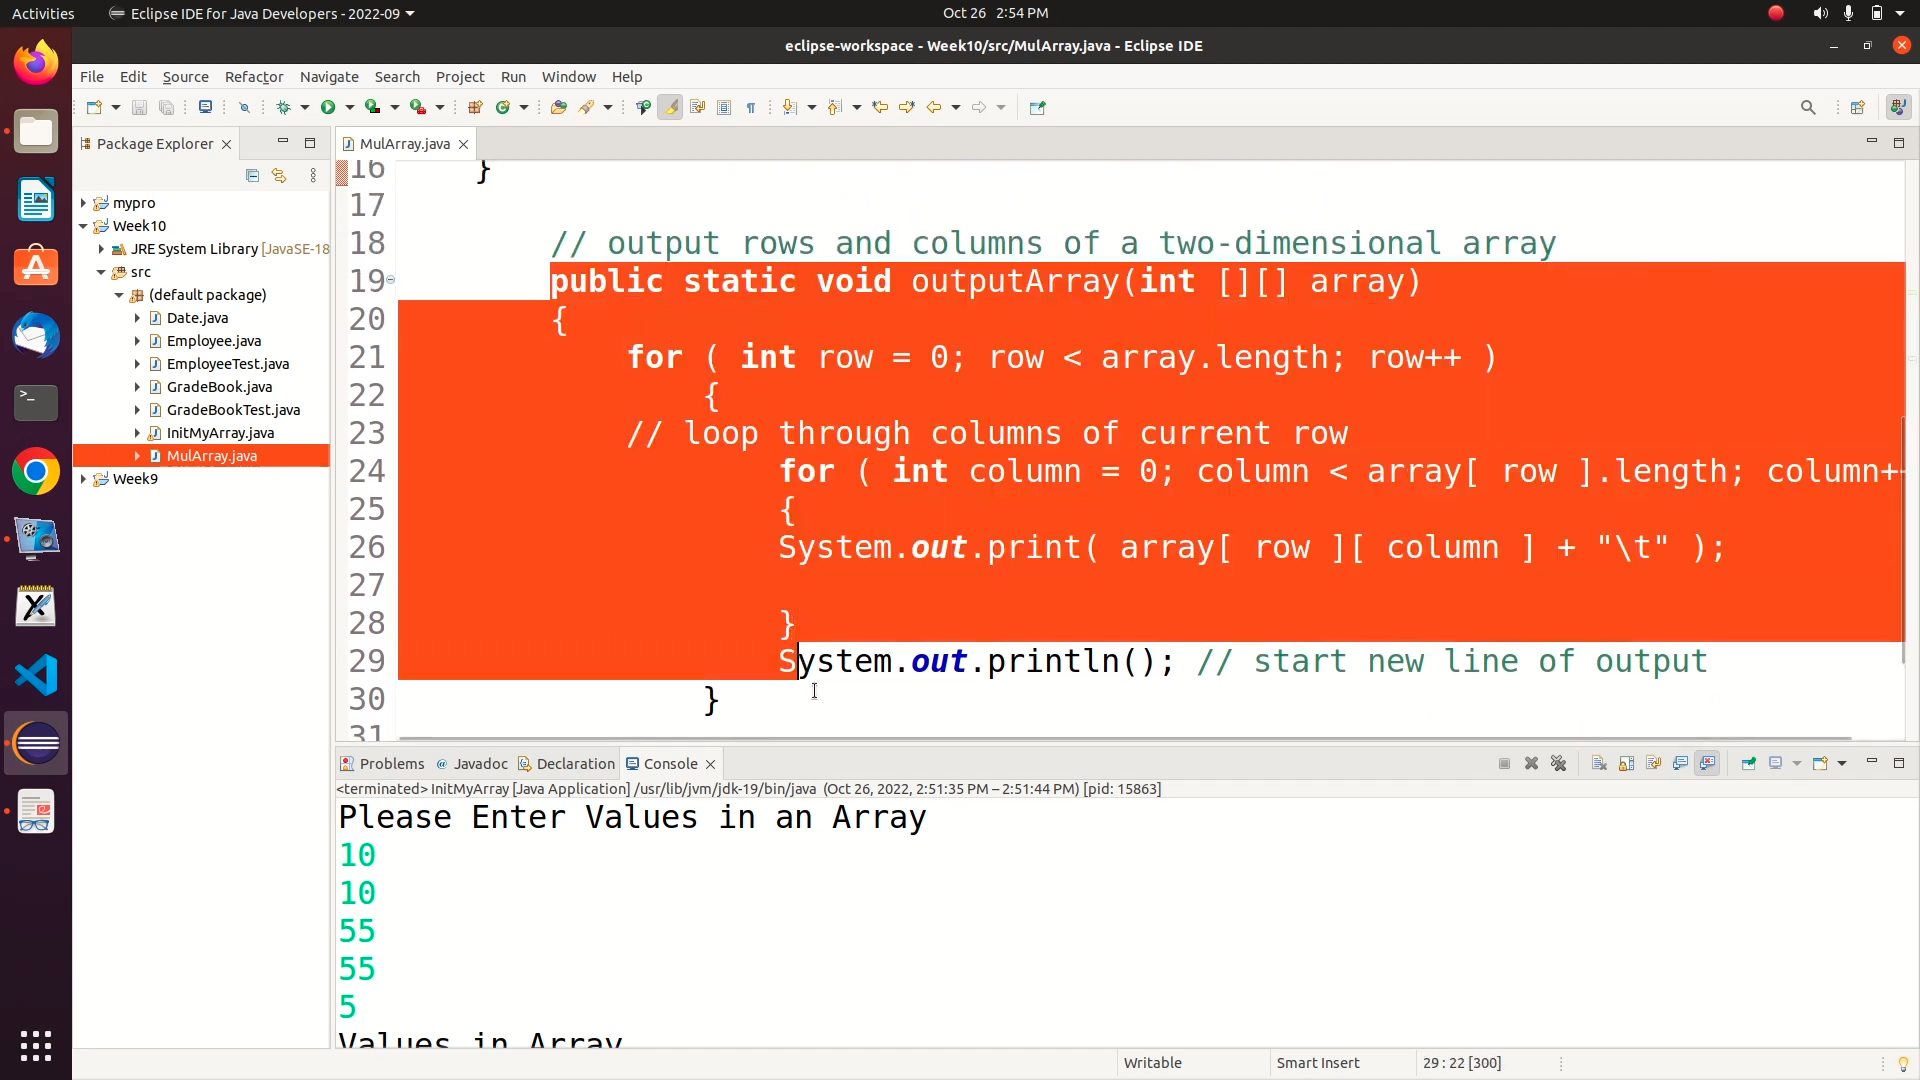 Activities
Eclipse IDE for Java Developers - 2022-09
Oct 26 2:54 PM
eclipse-workspace - Week10/src/MulArray.java - Eclipse IDE
File Edit Source Refactor Navigate Search Project Run Window Help
Package Explorer
MulArray.java
mypro
Week10
JRE System Library [JavaSE-18
src
(default package)
Date.java
Employee.java
EmployeeTest.java
GradeBook.java
GradeBookTest.java
InitMyArray.java
MulArray.java
Week9
16 }
17
18 // output rows and columns of a two-dimensional array
19 public static void outputArray(int [][] array)
20 {
21 for ( int row = 0; row < array.length; row++ )
22 {
23 // loop through columns of current row
24 for ( int column = 0; column < array[ row ].length; column+
25 {
26 System.out.print( array[ row ][ column ] + "\t" );
27
28 }
29 System.out.println(); // start new line of output
30 }
31
Problems Javadoc Declaration Console
<terminated> InitMyArray [Java Application] /usr/lib/jvm/jdk-19/bin/java (Oct 26, 2022, 2:51:35 PM – 2:51:44 PM) [pid: 15863]
Please Enter Values in an Array
10
10
55
55
5
Values in Array
Writable
Smart Insert
29 : 22 [300]